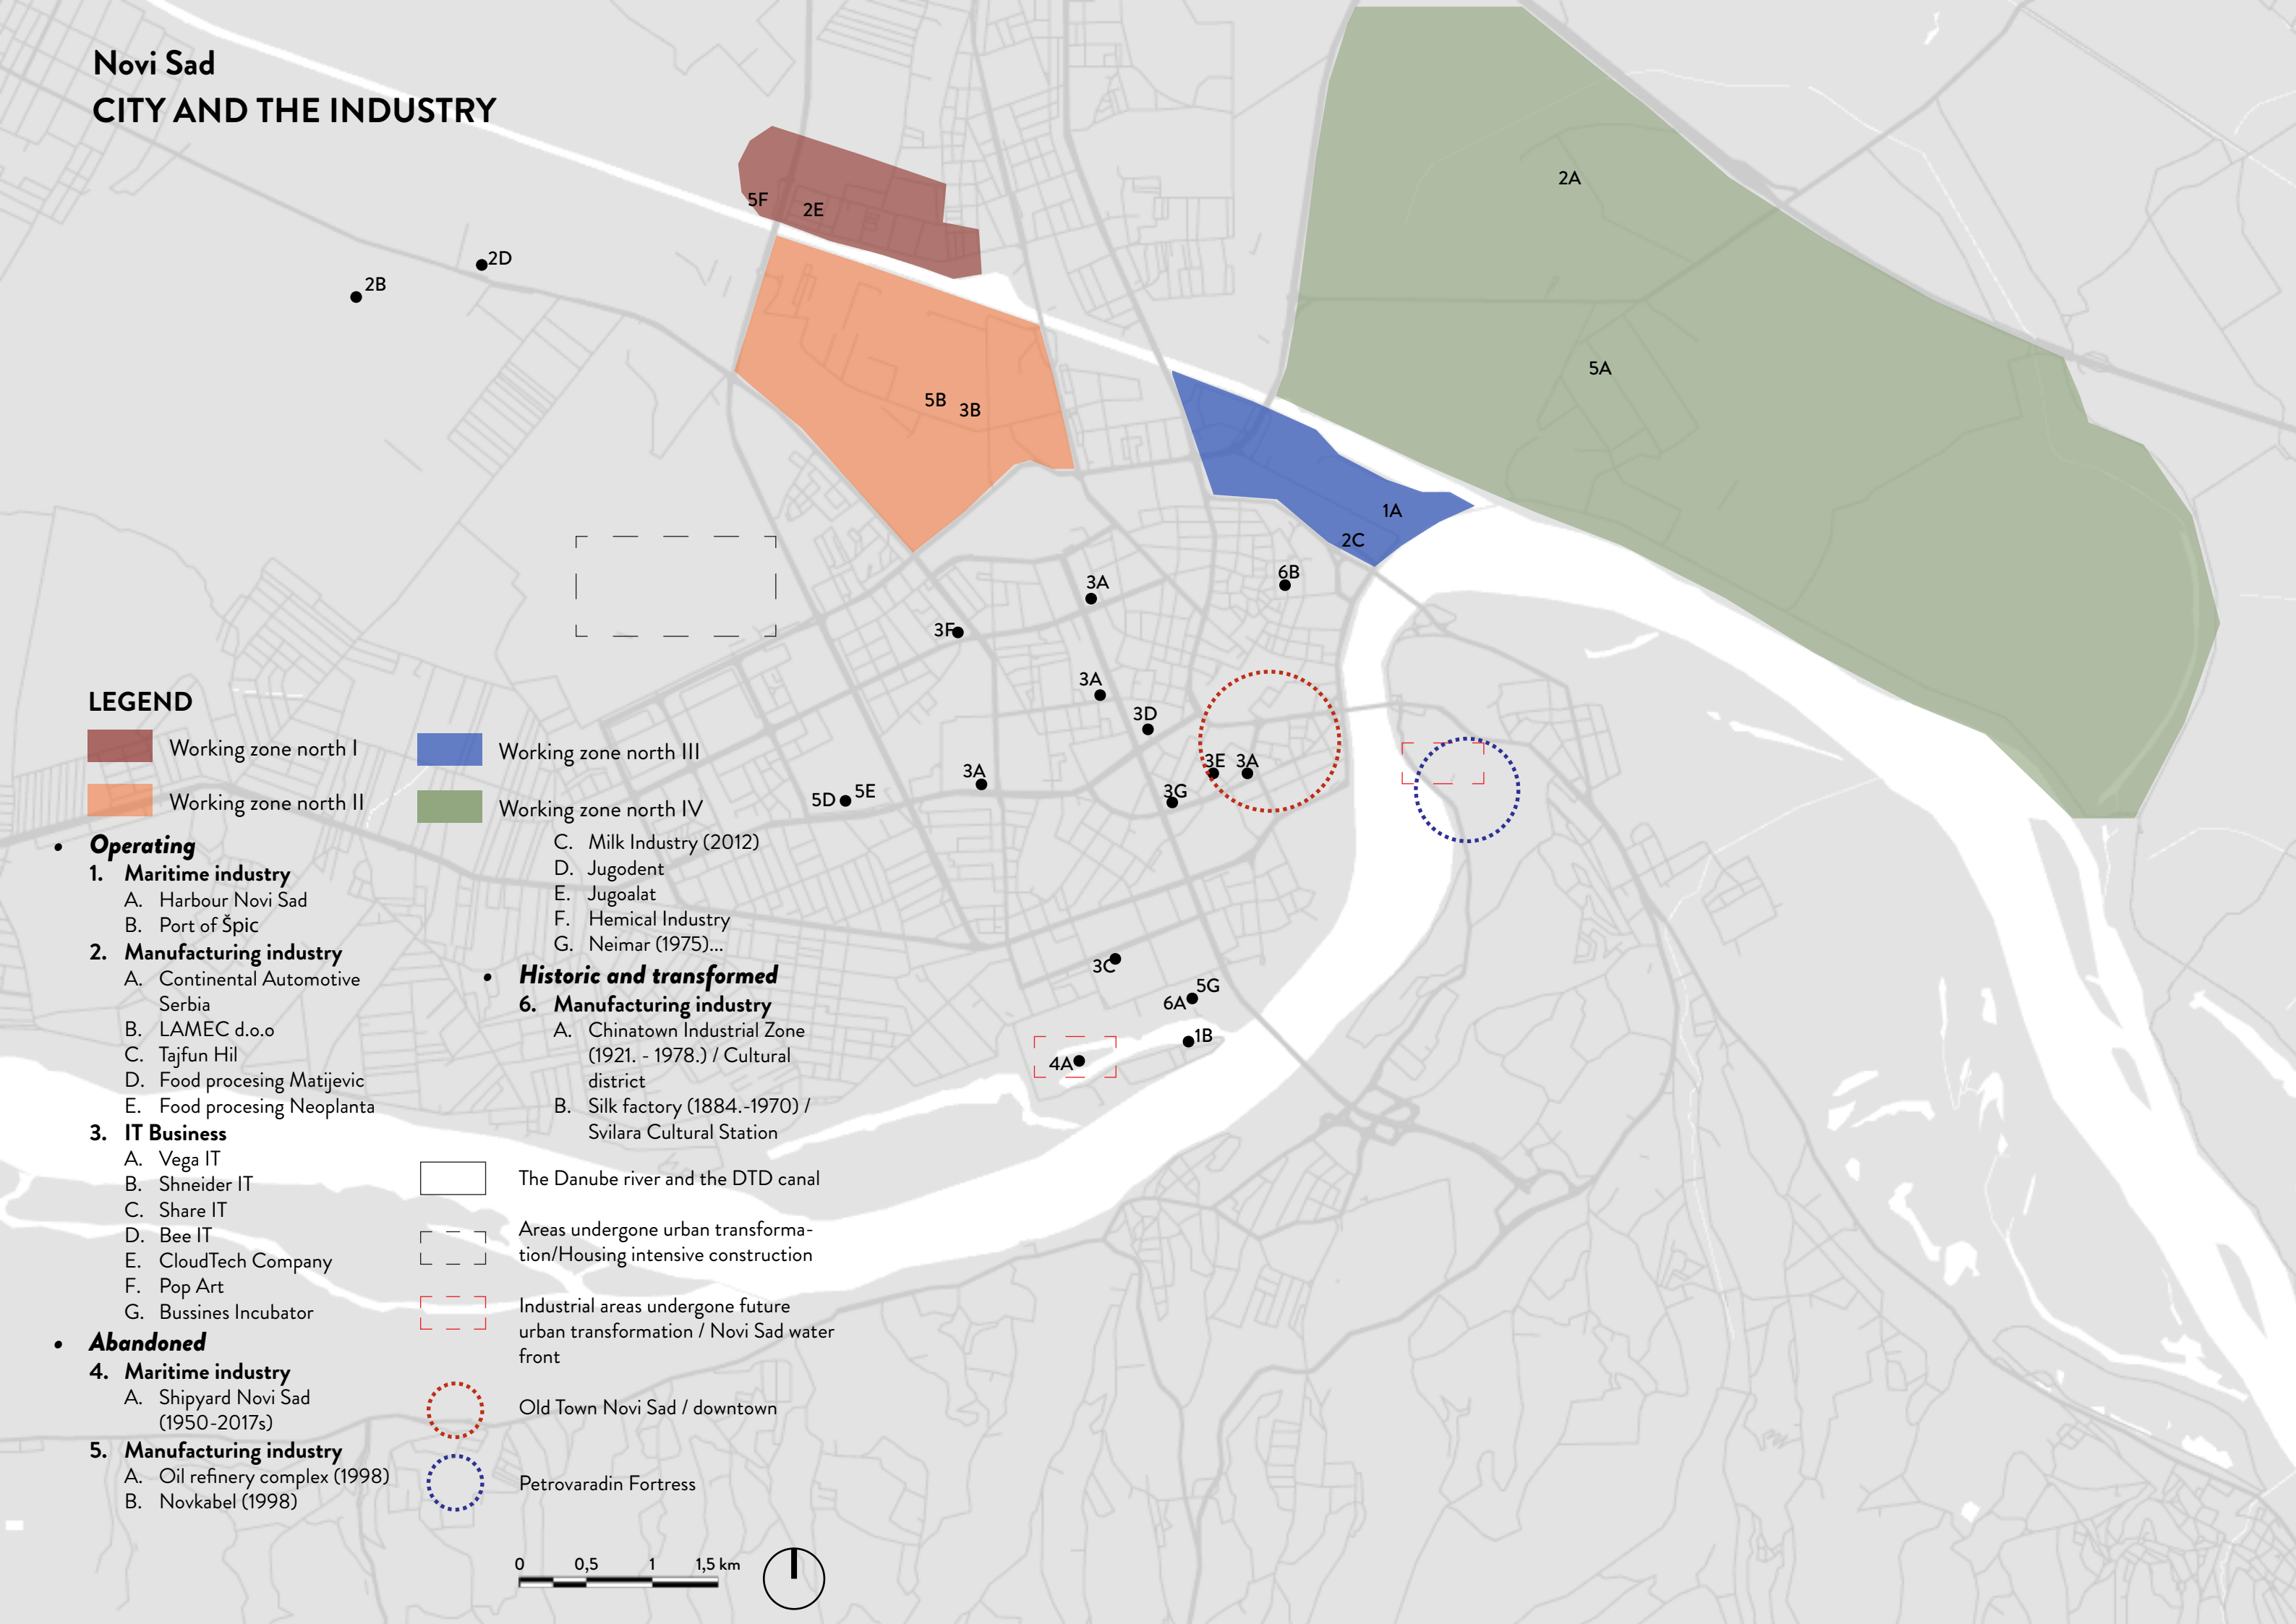 Novi Sad
CITY AND THE INDUSTRY
5F
2E
2A
2D
2B
5A
5B
3B
1A
2C
6B
3A
3F
3A
3D
3E
3A
3A
3G
5D
5E
3C
5G
6A
1B
4A
LEGEND
Working zone north I
Working zone north II
Working zone north III
Working zone north IV
• Operating
1. Maritime industry
A. Harbour Novi Sad
B. Port of Špic
2. Manufacturing industry
A. Continental Automotive
Serbia
B. LAMEC d.o.o
C. Tajfun Hil
D. Food procesing Matijevic
E. Food procesing Neoplanta
3. IT Business
A. Vega IT
B. Shneider IT
C. Share IT
D. Bee IT
E. CloudTech Company
F. Pop Art
G. Bussines Incubator
• Abandoned
4. Maritime industry
A. Shipyard Novi Sad
(1950-2017s)
5. Manufacturing industry
A. Oil refinery complex (1998)
B. Novkabel (1998)
C. Milk Industry (2012)
D. Jugodent
E. Jugoalat
F. Hemical Industry
G. Neimar (1975)...
• Historic and transformed
6. Manufacturing industry
A. Chinatown Industrial Zone
(1921. - 1978.) / Cultural
district
B. Silk factory (1884.-1970) /
Svilara Cultural Station
The Danube river and the DTD canal
Areas undergone urban transforma-
tion/Housing intensive construction
Industrial areas undergone future
urban transformation / Novi Sad water
front
Old Town Novi Sad / downtown
Petrovaradin Fortress
0 0,5 1 1,5 km